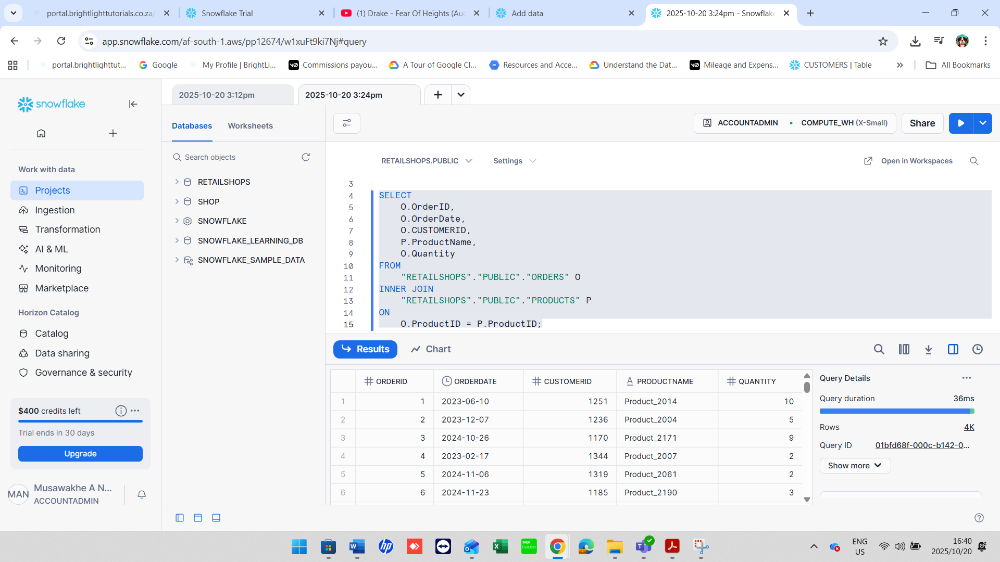 portal.brightlighttutorials.co.za/
Snowflake Trial
(1) Drake - Fear Of Heights (Au
Add data
2025-10-20 3:24pm - Snowflake
app.snowflake.com/af-south-1.aws/pp12674/w1xuFt9ki7Nj#query
portal.brightlighttut...
Google
My Profile | BrightLi...
Commissions payou...
A Tour of Google Cl...
Resources and Acce...
Understand the Dat...
Mileage and Expens...
CUSTOMERS | Table
All Bookmarks
snowflake
Work with data
Projects
Ingestion
Transformation
AI & ML
Monitoring
Marketplace
Horizon Catalog
Catalog
Data sharing
Governance & security
$400 credits left
Trial ends in 30 days
Upgrade
MAN
Musawakhe A N...
ACCOUNTADMIN
2025-10-20 3:12pm
2025-10-20 3:24pm
Databases
Worksheets
Search objects
RETAILSHOPS
SHOP
SNOWFLAKE
SNOWFLAKE_LEARNING_DB
SNOWFLAKE_SAMPLE_DATA
ACCOUNTADMIN
COMPUTE_WH (X-Small)
Share
RETAILSHOPS.PUBLIC
Settings
Open in Workspaces
3
4 SELECT
5 O.OrderID,
6 O.OrderDate,
7 O.CUSTOMERID,
8 P.ProductName,
9 O.Quantity
10 FROM
11 "RETAILSHOPS"."PUBLIC"."ORDERS" O
12 INNER JOIN
13 "RETAILSHOPS"."PUBLIC"."PRODUCTS" P
14 ON
15 O.ProductID = P.ProductID;
Results
Chart
ORDERID ORDERDATE CUSTOMERID PRODUCTNAME QUANTITY
1 1 2023-06-10 1251 Product_2014 10
2 2 2023-12-07 1236 Product_2004 5
3 3 2024-10-26 1170 Product_2171 9
4 4 2023-02-17 1344 Product_2007 2
5 5 2024-11-06 1319 Product_2061 2
6 6 2024-11-23 1185 Product_2190 3
Query Details
Query duration 36ms
Rows 4K
Query ID 01bfd68f-000c-b142-0...
Show more
sage
Evolution
ENG
US
16:40
2025/10/20